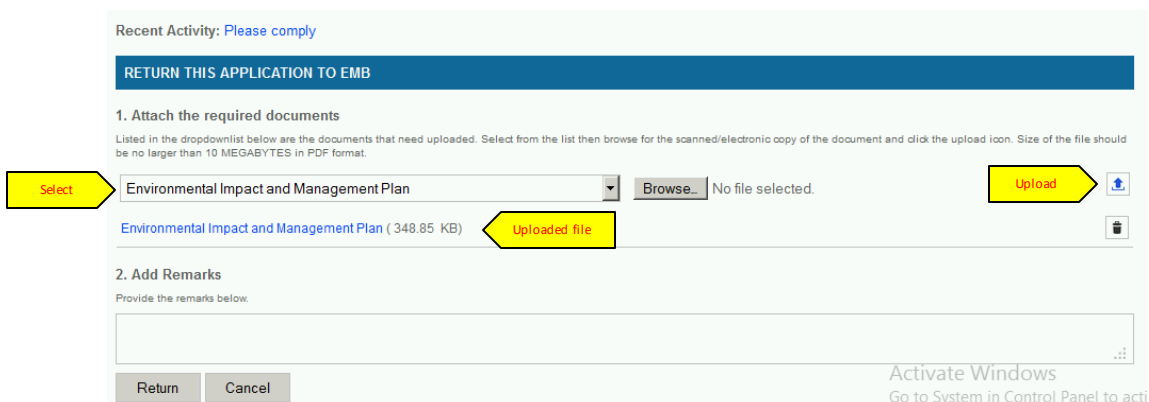 Recent Activity: Please comply
RETURN THIS APPLICATION TO EMB
1. Attach the required documents
Listed in the dropdownlist below are the documents that need uploaded. Select from the list then browse for the scanned/electronic copy of the document and click the upload icon. Size of the file should
be no larger than 10 MEGABYTES in PDF format.
Select Environmental Impact and Management Plan Browse_ No file selected. Upload
Environmental Impact and Management Plan ( 348.85 KB) Uploaded file
2. Add Remarks
Provide the remarks below.
Return Cancel
Activate Windows
Go to System in Control Panel to acti